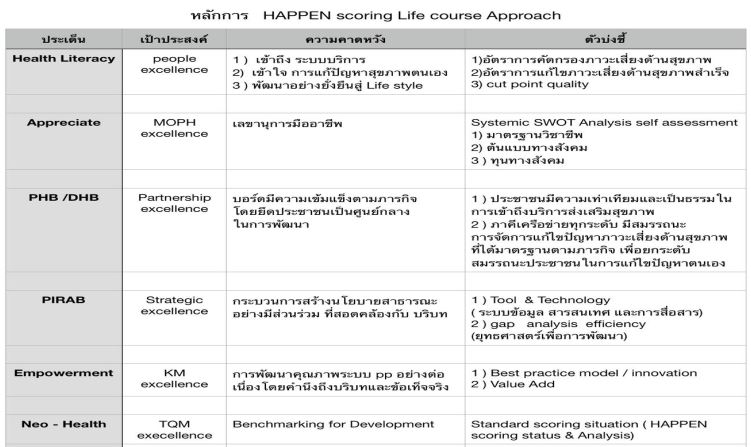 หลักการ HAPPEN scoring Life course Approach
ประเด็น เป้าประสงค์ ความคาดหวัง ตัวบ่งชี้
Health Literacy people excellence
1 ) เข้าถึง ระบบบริการ
2) เข้าใจ การแก้ปัญหาสุขภาพตนเอง
3 ) พัฒนาอย่างยั่งยืนสู่ Life style
1)อัตราการคัดกรองภาวะเสี่ยงด้านสุขภาพ
2)อัตราการแก้ไขภาวะเสี่ยงด้านสุขภาพสำเร็จ
3) cut point quality
Appreciate MOPH excellence
เลขานุการมืออาชีพ
Systemic SWOT Analysis self assessment
1) มาตรฐานวิชาชีพ
2) ต้นแบบทางสังคม
3 ) ทุนทางสังคม
PHB /DHB Partnership excellence
บอร์ดมีความเข้มแข็งตามภารกิจ
โดยยึดประชาชนเป็นศูนย์กลาง
ในการพัฒนา
1 ) ประชาชนมีความเท่าเทียมและเป็นธรรมใน
การเข้าถึงบริการส่งเสริมสุขภาพ
2 ) ภาคีเครือข่ายทุกระดับ มีสมรรถนะ
การจัดการแก้ไขปัญหาภาวะเสี่ยงด้านสุขภาพ
ที่ได้มาตรฐานตามภารกิจ เพื่อยกระดับ
สมรรถนะประชาชนในการแก้ไขปัญหาตนเอง
PIRAB Strategic excellence
กระบวนการสร้างนโยบายสาธารณะ
อย่างมีส่วนร่วม ที่สอดคล้องกับ บริบท
1 ) Tool & Technology
( ระบบข้อมูล สารสนเทศ และการสื่อสาร)
2 ) gap analysis efficiency
(ยุทธศาสตร์เพื่อการพัฒนา)
Empowerment KM excellence
การพัฒนาคุณภาพระบบ pp อย่างต่อ
เนื่องโดยคำนึงถึงบริบทและข้อเท็จจริง
1 ) Best practice model / innovation
2 ) Value Add
Neo - Health TQM execellence
Benchmarking for Development
Standard scoring situation ( HAPPEN
scoring status & Analysis)